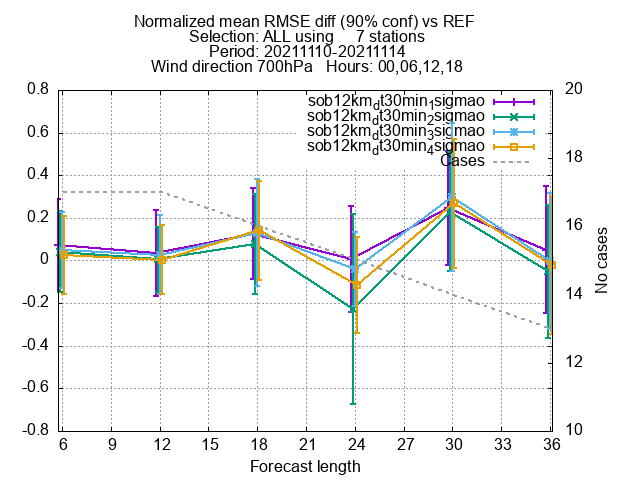 Normalized mean RMSE diff (90% conf) vs REF
Selection: ALL using 7 stations
Period: 20211110-20211114
Wind direction 700hPa Hours: 00,06,12,18
sob12km_dt30min_1sigmao
sob12km_dt30min_2sigmao
sob12km_dt30min_3sigmao
sob12km_dt30min_4sigmao
Cases
0.8
0.6
0.4
0.2
0
-0.2
-0.4
-0.6
-0.8
20
18
16
14
12
10
No cases
6 9 12 15 18 21 24 27 30 33 36
Forecast length